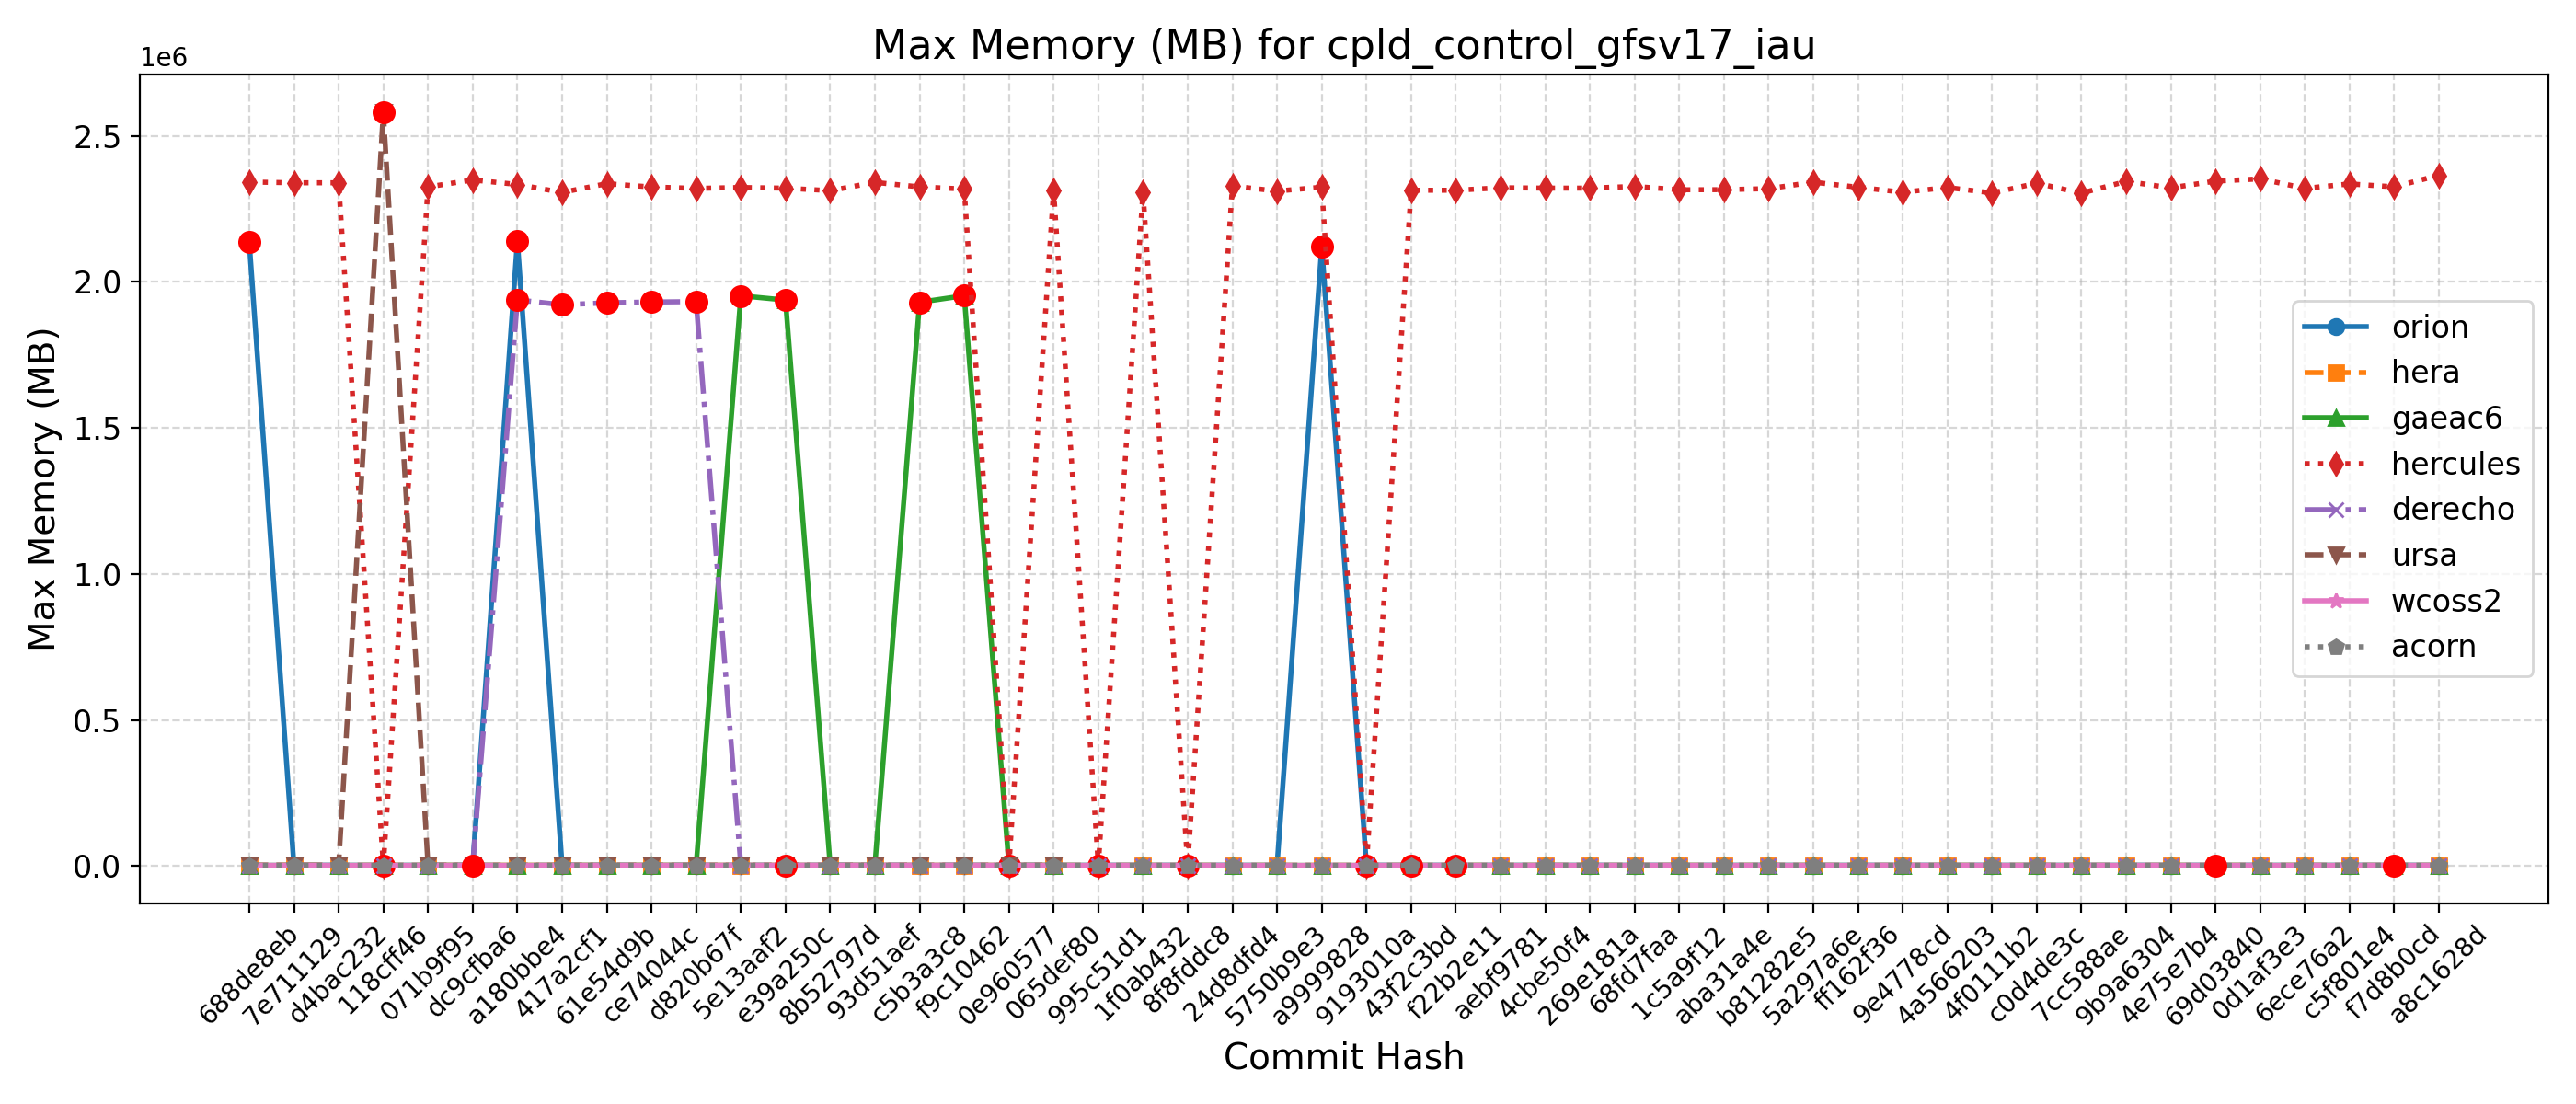 Max Memory (MB) for cpld_control_gfsv17_iau
1e6
2.5
2.0
1.5
1.0
0.5
0.0
Max Memory (MB)
orion
hera
gaeac6
hercules
derecho
ursa
wcoss2
acorn
688de8eb
7e711129
d4bac232
118cff46
071b9f95
dc9cfba6
a180bbe4
417a2cf1
61e54d9b
ce74044c
d820b67f
5e13aaf2
e39a250c
8b52797d
93d51aef
c5b3a3c8
f9c10462
0e960577
065def80
995c51d1
1f0ab432
8f8fddc8
24d8dfd4
5750b9e3
a9999828
9193010a
43f2c3bd
f22b2e11
aebf9781
4cbe50f4
269e181a
68fd7faa
1c5a9f12
aba31a4e
b81282e5
5a297a6e
ff162f36
9e4778cd
4a566203
4f0111b2
c0d4de3c
7cc588ae
9b9a6304
4e75e7b4
69d03840
0d1af3e3
6ece76a2
c5f801e4
f7d8b0cd
a8c1628d
Commit Hash